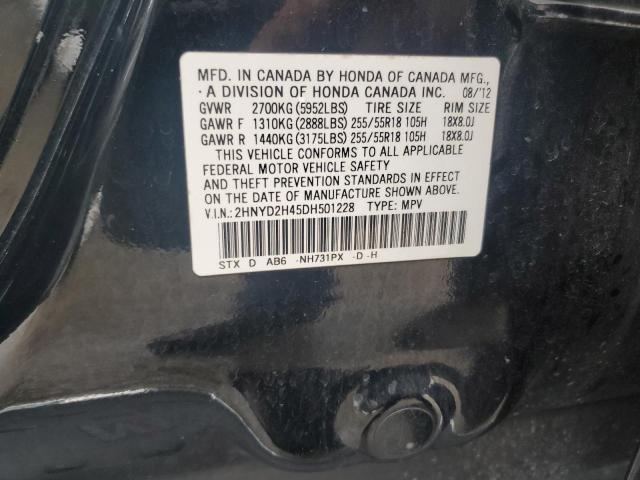 MFD. IN CANADA BY HONDA OF CANADA MFG.,
· A DIVISION OF HONDA CANADA INC. 08/'12
GVWR 2700KG(5952LBS) TIRE SIZE RIM SIZE
GAWR F 1310KG(2888LBS) 255/55R18 105H 18X8.0J
GAWR R 1440KG(3175LBS) 255/55R18 105H 18X8.0J
THIS VEHICLE CONFORMS TO ALL APPLICABLE
FEDERAL MOTOR VEHICLE SAFETY
AND THEFT PREVENTION STANDARDS IN EFFECT
ON THE DATE OF MANUFACTURE SHOWN ABOVE.
V.I.N.: 2HNYD2H45DH501228 TYPE: MPV
STX D AB6 -NH731PX -D -H